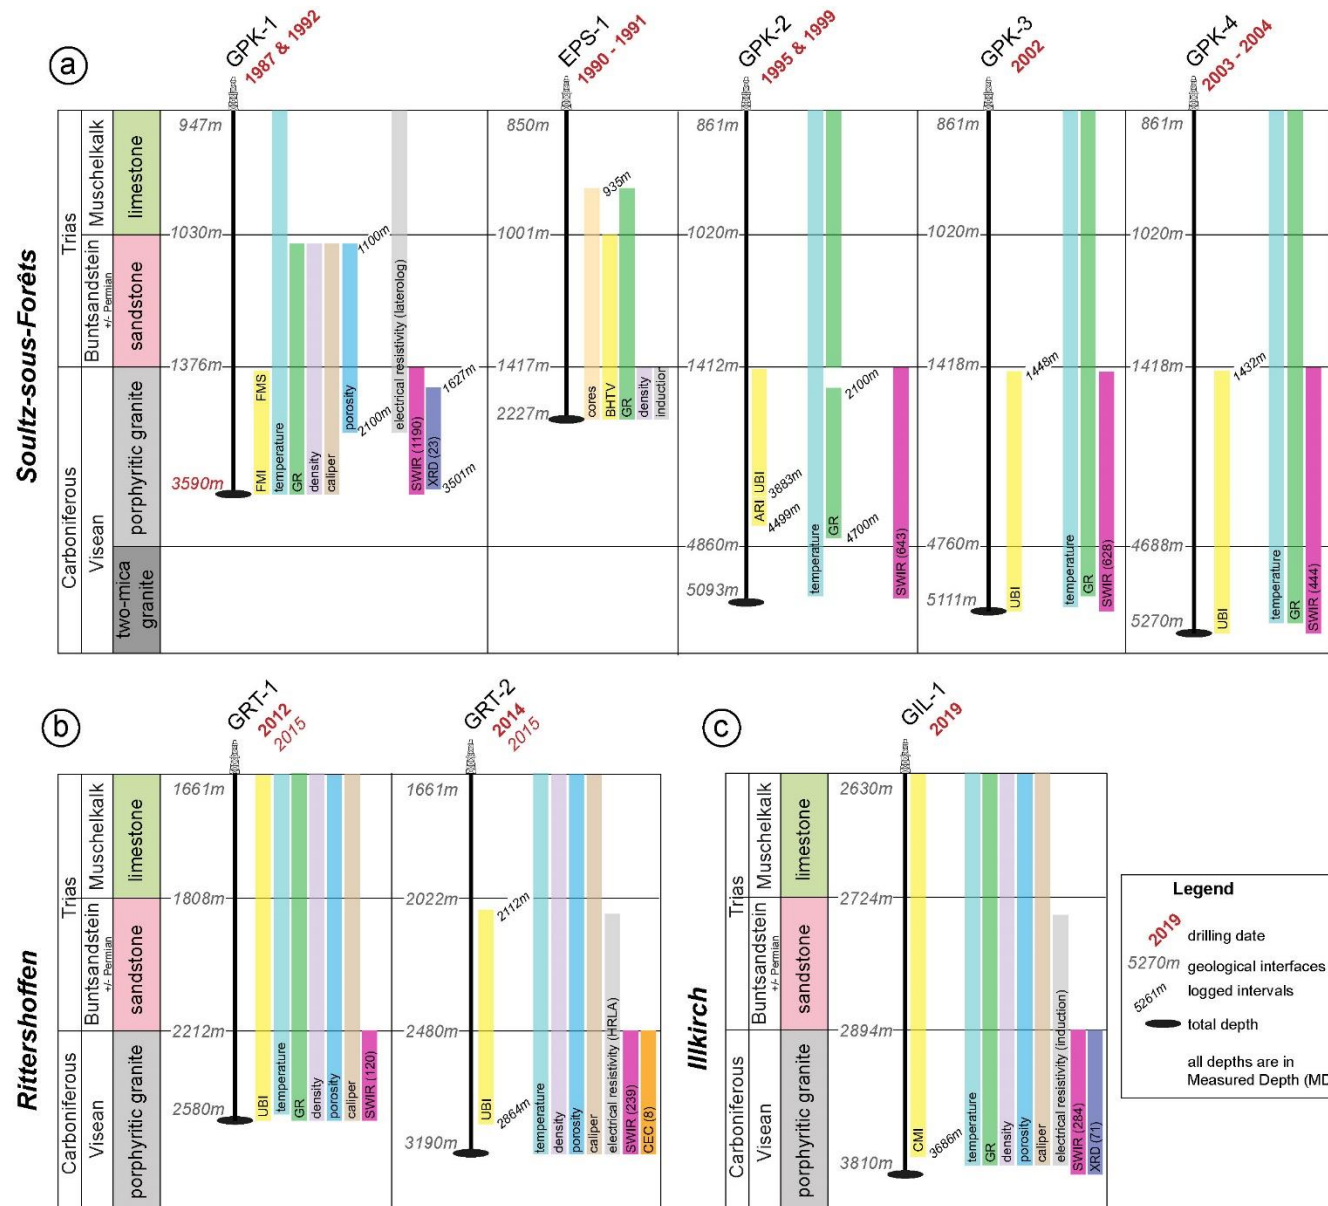 a
GPK-1
1987 & 1992
EPS-1
1990 - 1991
GPK-2
1995 & 1999
GPK-3
2002
GPK-4
2003 - 2004
Soultz-sous-Forêts
Trias
Muschelkalk
limestone
Buntsandstein
+/- Permian
sandstone
Carboniferous
Visean
porphyritic granite
two-mica
granite
947m
1030m
1376m
3590m
FMS
FMI
temperature
GR
density
caliper
porosity
1100m
2100m
electrical resistivity (laterolog)
SWIR (1190)
XRD (23)
1627m
3501m
850m
1001m
1417m
2227m
935m
cores
BHTV
GR
density
induction
861m
1020m
1412m
4860m
5093m
ARI UBI
3883m
4499m
temperature
GR
2100m
4700m
SWIR (643)
861m
1020m
1418m
4760m
5111m
1448m
UBI
temperature
GR
SWIR (628)
861m
1020m
1418m
4688m
5270m
1432m
UBI
temperature
GR
SWIR (444)
b
GRT-1
2012
2015
GRT-2
2014
2015
Rittershoffen
Trias
Muschelkalk
limestone
Buntsandstein
+/- Permian
sandstone
Carboniferous
Visean
porphyritic granite
1661m
1808m
2212m
2580m
UBI
temperature
GR
density
porosity
caliper
SWIR (120)
1661m
2022m
2480m
3190m
2112m
UBI
2864m
temperature
density
porosity
caliper
electrical resistivity (HRLA)
SWIR (239)
CEC (8)
c
GIL-1
2019
Illkirch
Trias
Muschelkalk
limestone
Buntsandstein
+/- Permian
sandstone
Carboniferous
Visean
porphyritic granite
2630m
2724m
2894m
3810m
CMI
3686m
temperature
GR
density
porosity
caliper
electrical resistivity (induction)
SWIR (284)
XRD (71)
Legend
2019 drilling date
5270m geological interfaces
5261m logged intervals
total depth
all depths are in
Measured Depth (MD